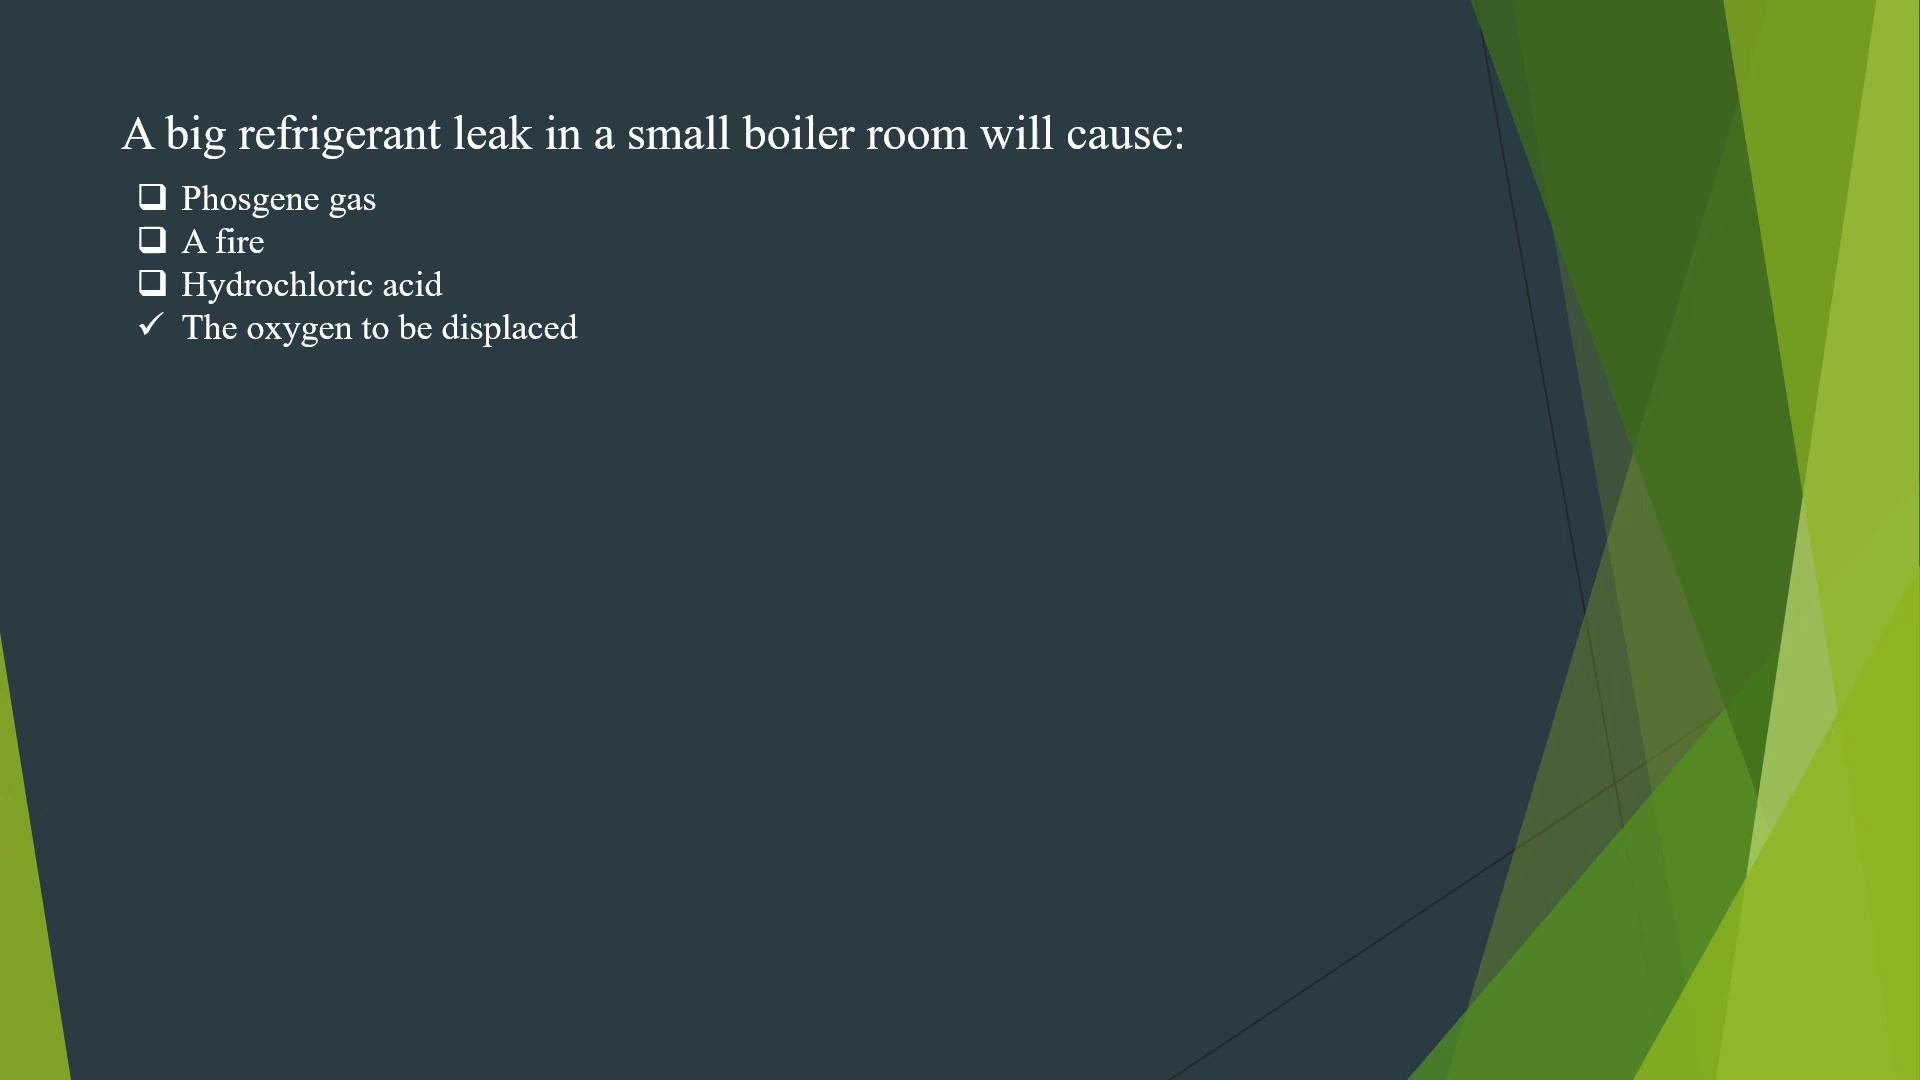 A big refrigerant leak in a small boiler room will cause:
❑ Phosgene gas
❑ A fire
❑ Hydrochloric acid
✓ The oxygen to be displaced